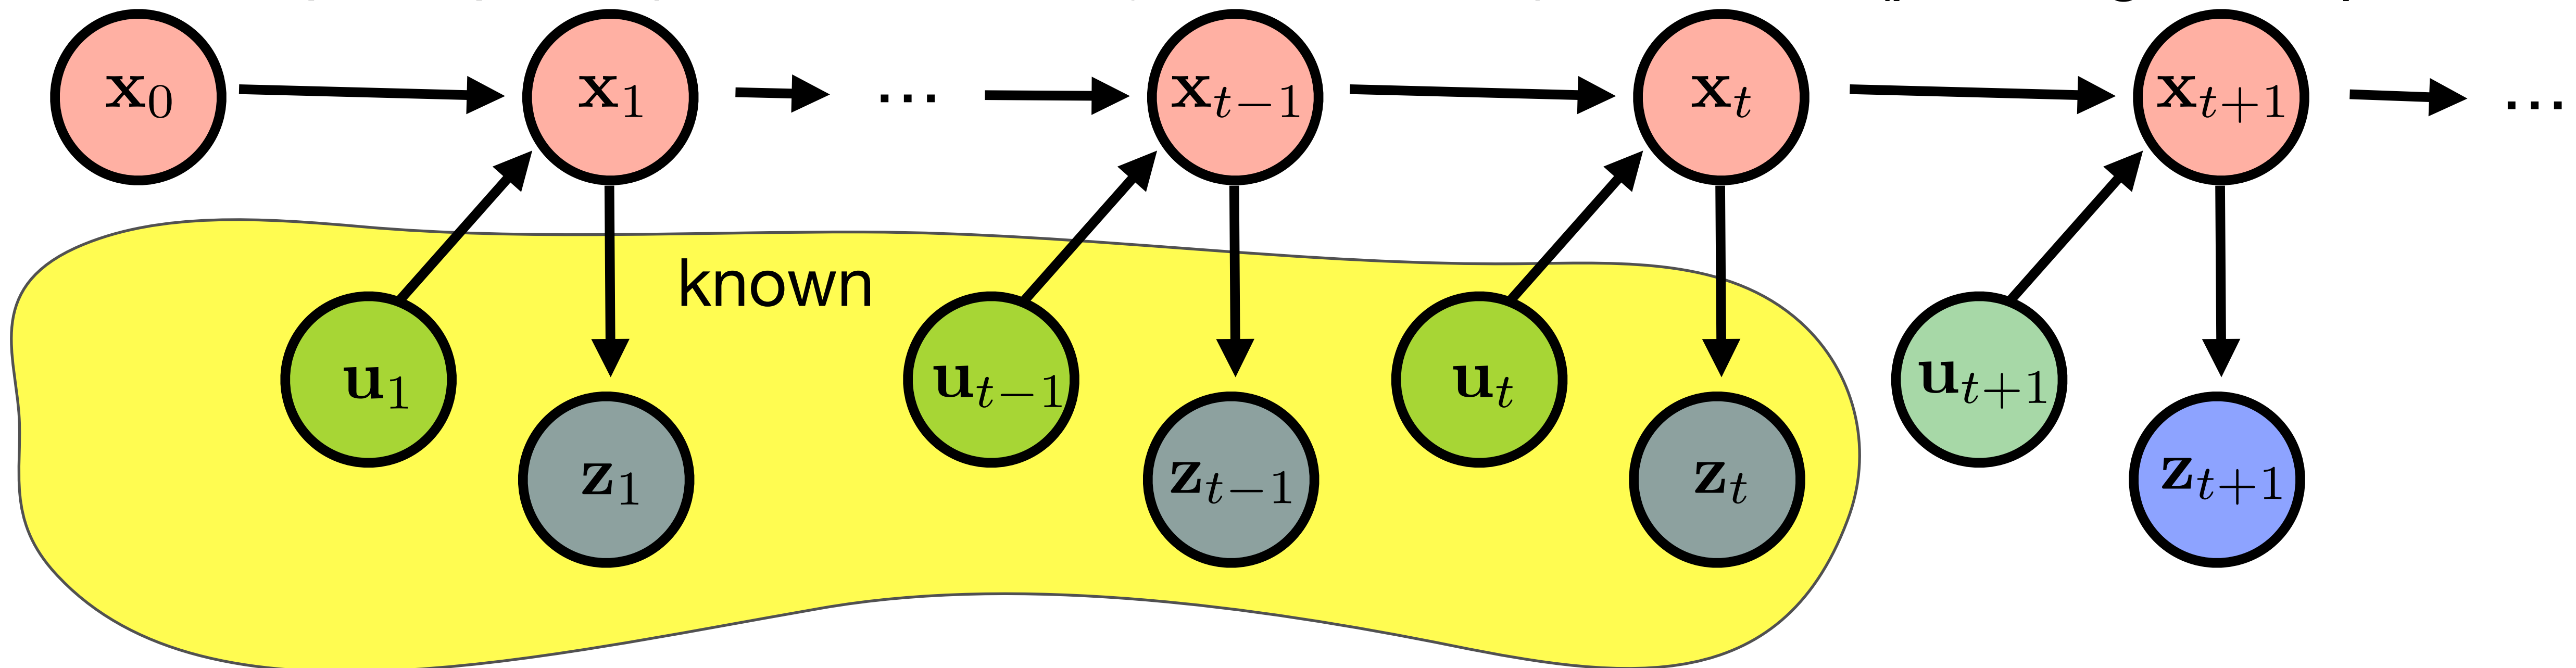 x₀ x₁ ... xₜ₋₁ xₜ xₜ₊₁ ...
known
u₁ uₜ₋₁ uₜ uₜ₊₁
z₁ zₜ₋₁ zₜ zₜ₊₁